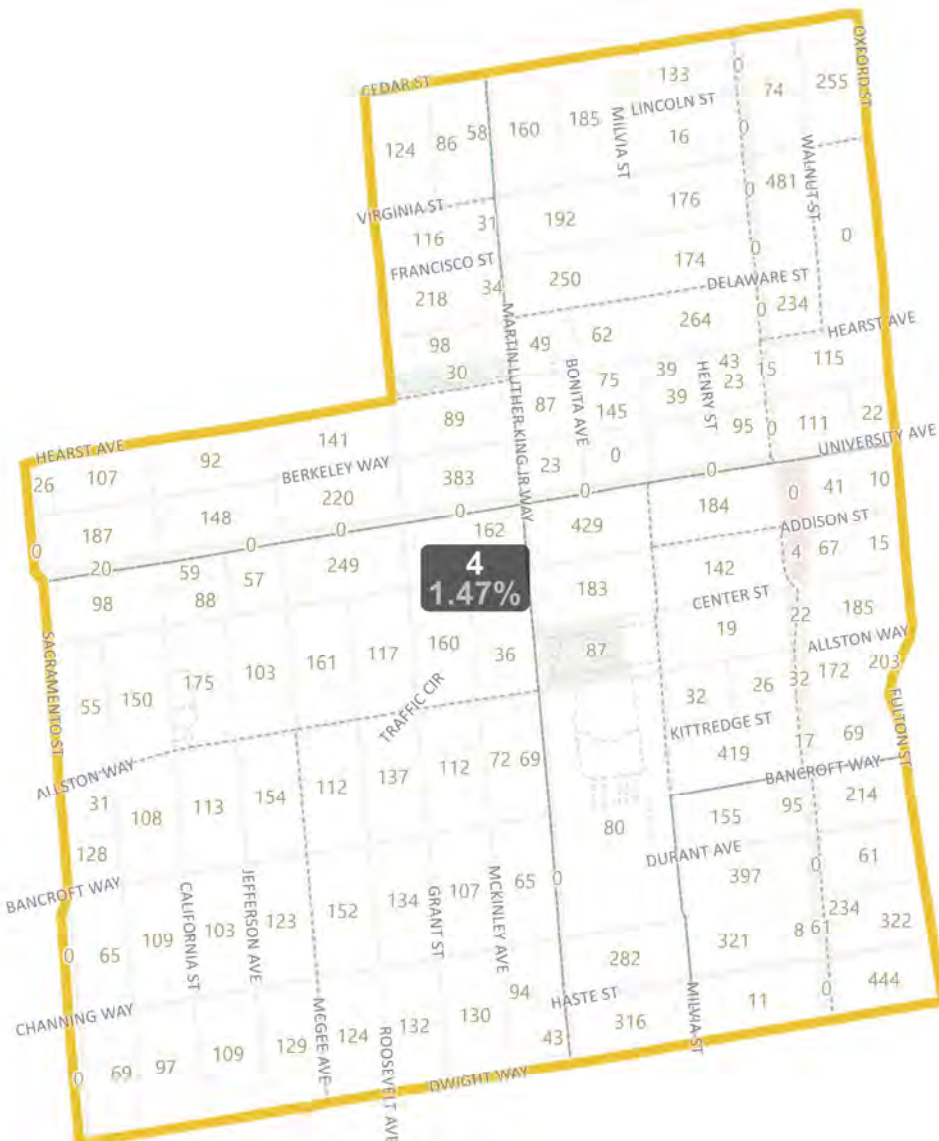 OXFORD ST
CEDAR ST
133 0 74 255
LINCOLN ST
124 86 58 160 185 MILVIA ST 16 0
WALNUT ST
VIRGINIA ST
116 31 192 176 0 481
0
FRANCISCO ST
218 34 250 174 0
DELAWARE ST
MARTIN LUTHER KING JR WAY
98 49 62 264 0 234
HEARST AVE
30 BONITA AVE 75 39 HENRY ST 43 15 115
39 23
89 87 145 95 0 111 22
HEARST AVE
141
92
26 107
BERKELEY WAY
383 23 0 0
UNIVERSITY AVE
220
148
187
0 0 0 0 0
162 429 184 0 41 10
ADDISON ST
20 59 57 249
98 88
4
1.47%
183 142 4 67 15
CENTER ST
19 22 185
ALLSTON WAY
SACRAMENTO ST
55 150 175 103 161 117 160 36 87
32 26 32 172 203
TRAFFIC CIR
KITTREDGE ST
FULTON ST
419 17 69
ALLSTON WAY
BANCROFT WAY
31 108 113 154 112 137 112 72 69
128
80 155 95 214
DURANT AVE
397 0 61
BANCROFT WAY
CALIFORNIA ST
JEFFERSON AVE
GRANT ST
MCKINLEY AVE
0 65 109 103 123 152 134 107 65 0
234
321 8 61 322
282
CHANNING WAY
MCGEE AVE
ROOSEVELT AVE
94
HASTE ST
MILVIA ST
11 0 444
0 69 97 109 129 124 132 130 43 316
DWIGHT WAY